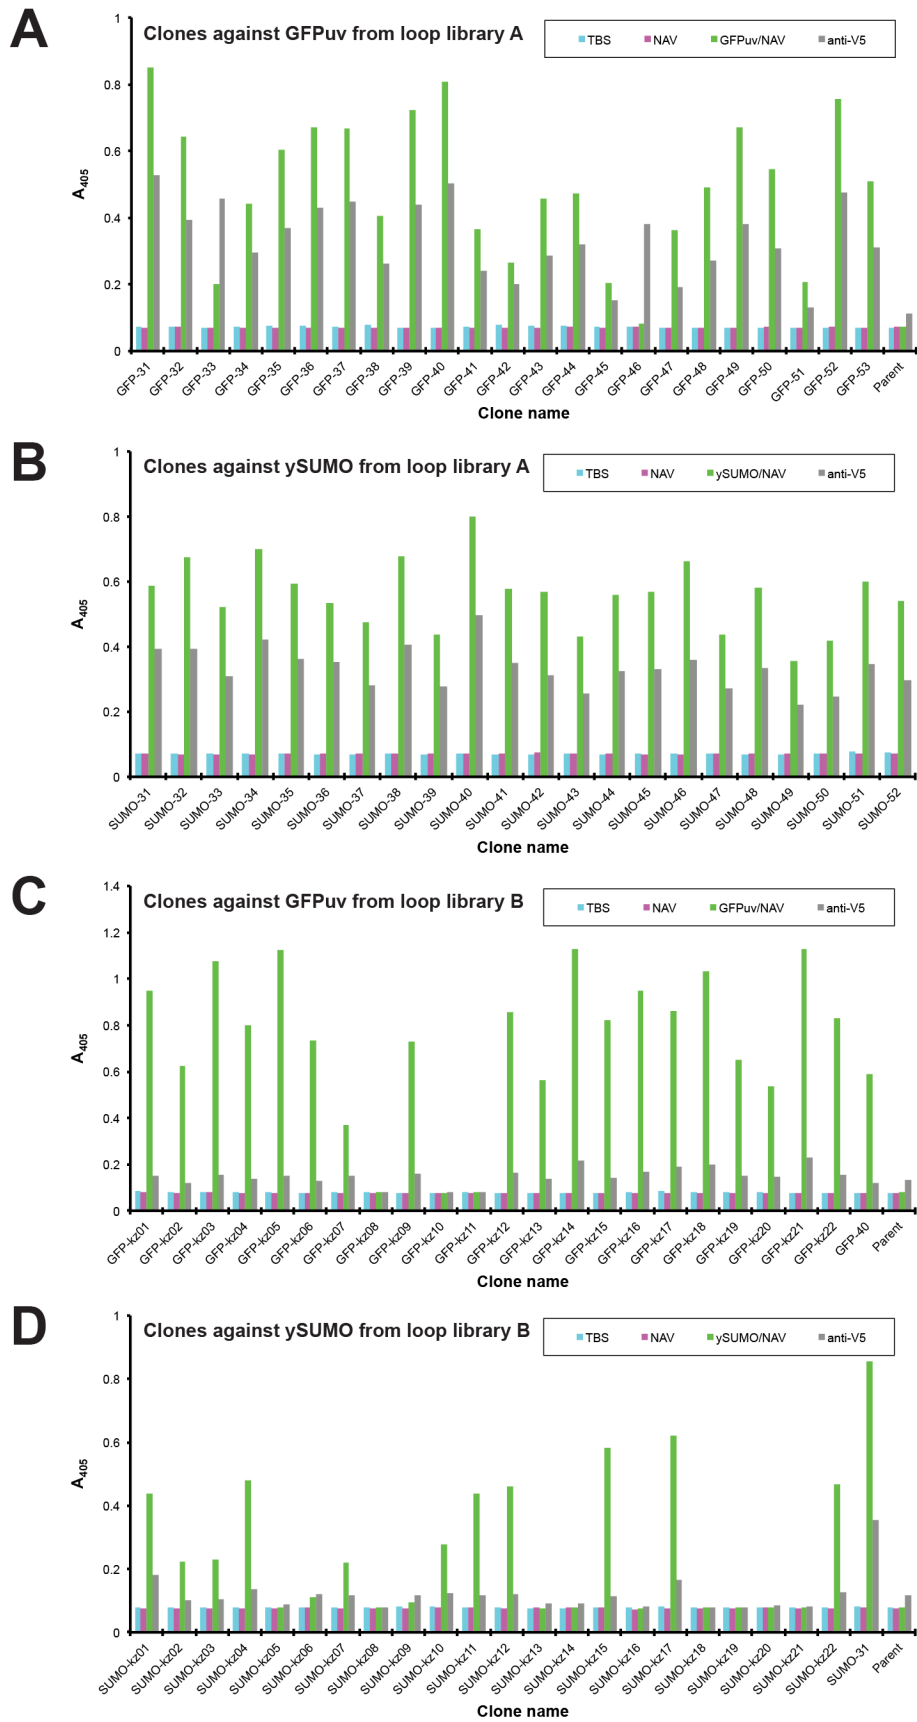 A
Clones against GFPuv from loop library A
TBS NAV GFPuv/NAV anti-V5
1
0.8
0.6
0.4
0.2
0
A405
GFP-31 GFP-32 GFP-33 GFP-34 GFP-35 GFP-36 GFP-37 GFP-38 GFP-39 GFP-40 GFP-41 GFP-42 GFP-43 GFP-44 GFP-45 GFP-46 GFP-47 GFP-48 GFP-49 GFP-50 GFP-51 GFP-52 GFP-53 Parent
Clone name
B
Clones against ySUMO from loop library A
TBS NAV ySUMO/NAV anti-V5
1
0.8
0.6
0.4
0.2
0
A405
SUMO-31 SUMO-32 SUMO-33 SUMO-34 SUMO-35 SUMO-36 SUMO-37 SUMO-38 SUMO-39 SUMO-40 SUMO-41 SUMO-42 SUMO-43 SUMO-44 SUMO-45 SUMO-46 SUMO-47 SUMO-48 SUMO-49 SUMO-50 SUMO-51 SUMO-52
Clone name
C
Clones against GFPuv from loop library B
TBS NAV GFPuv/NAV anti-V5
1.4
1.2
1
0.8
0.6
0.4
0.2
0
A405
GFP-kz01 GFP-kz02 GFP-kz03 GFP-kz04 GFP-kz05 GFP-kz06 GFP-kz07 GFP-kz08 GFP-kz09 GFP-kz10 GFP-kz11 GFP-kz12 GFP-kz13 GFP-kz14 GFP-kz15 GFP-kz16 GFP-kz17 GFP-kz18 GFP-kz19 GFP-kz20 GFP-kz21 GFP-kz22 GFP-40 Parent
Clone name
D
Clones against ySUMO from loop library B
TBS NAV ySUMO/NAV anti-V5
1
0.8
0.6
0.4
0.2
0
A405
SUMO-kz01 SUMO-kz02 SUMO-kz03 SUMO-kz04 SUMO-kz05 SUMO-kz06 SUMO-kz07 SUMO-kz08 SUMO-kz09 SUMO-kz10 SUMO-kz11 SUMO-kz12 SUMO-kz13 SUMO-kz14 SUMO-kz15 SUMO-kz16 SUMO-kz17 SUMO-kz18 SUMO-kz19 SUMO-kz20 SUMO-kz21 SUMO-kz22 SUMO-31 Parent
Clone name